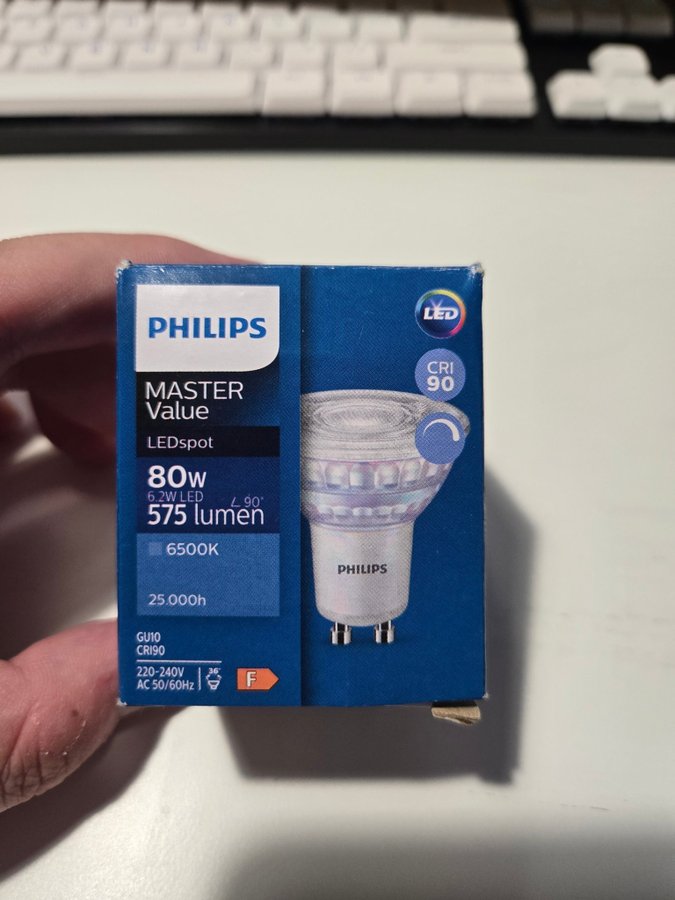 PHILIPS
MASTER
Value
LEDspot
80W
6.2W LED ∠ 90°
575 lumen
6500K
25.000h
GU10
CRI90
220-240V
AC 50/60Hz
36°
F
LED
CRI
90
PHILIPS